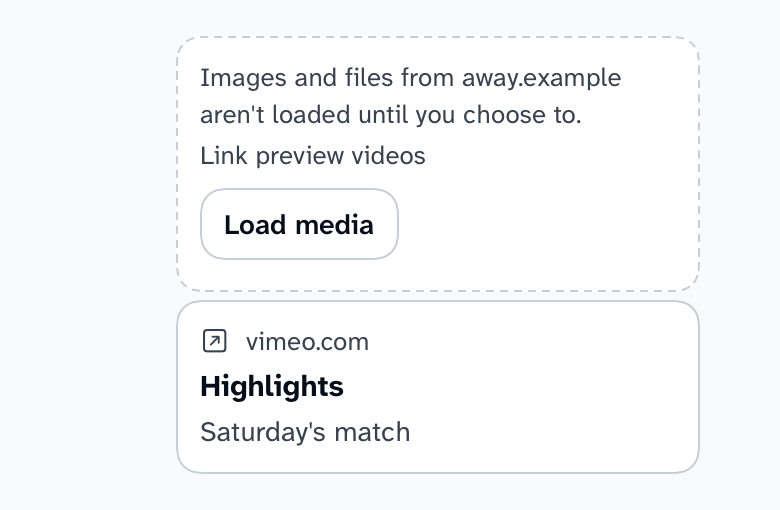 Images and files from away.example
aren't loaded until you choose to.
Link preview videos
Load media
vimeo.com
Highlights
Saturday's match